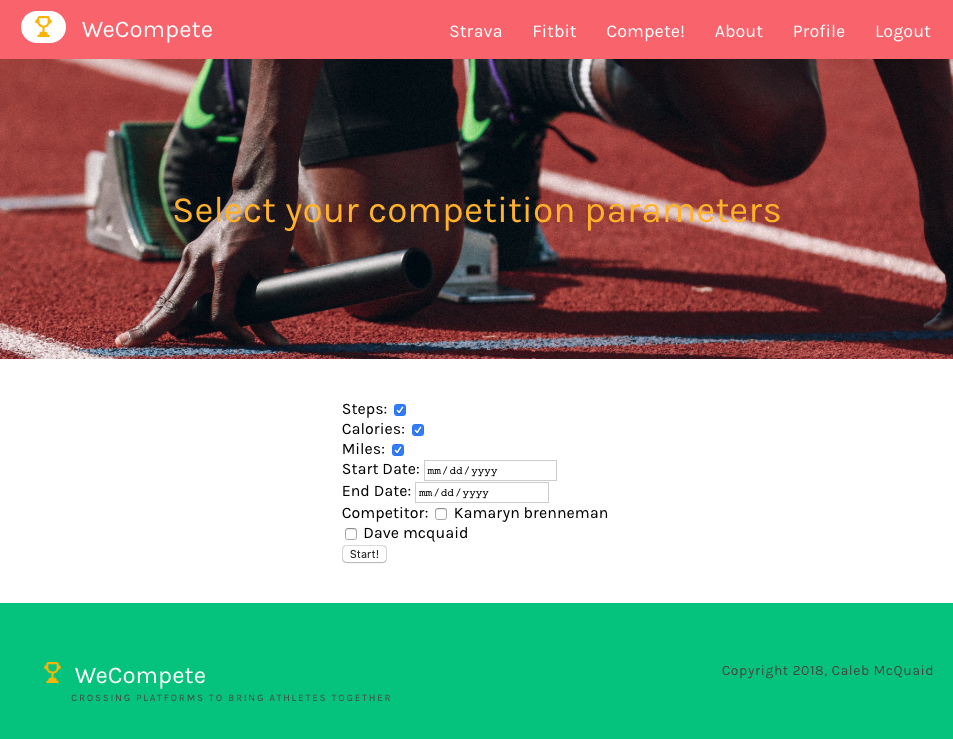 WeCompete
Strava Fitbit Compete! About Profile Logout
Select your competition parameters
Steps:
Calories:
Miles:
Start Date: mm/dd/yyyy
End Date: mm/dd/yyyy
Competitor: Kamaryn brenneman
Dave mcquaid
Start!
WeCompete
CROSSING PLATFORMS TO BRING ATHLETES TOGETHER
Copyright 2018, Caleb McQuaid